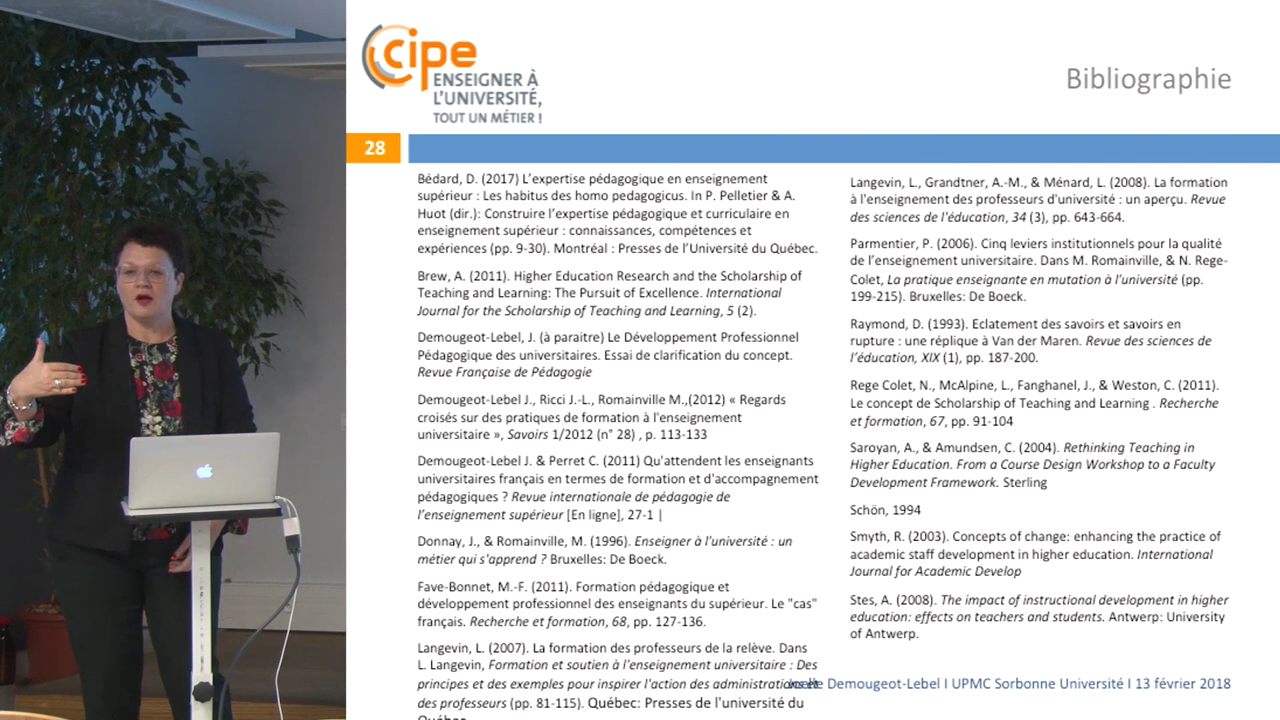 cipe
ENSEIGNER À
L'UNIVERSITÉ,
TOUT UN MÉTIER !
Bibliographie
28
Bédard, D. (2017) L'expertise pédagogique en enseignement
supérieur : Les habitus des homo pedagogicus. In P. Pelletier & A.
Huot (dir.): Construire l'expertise pédagogique et curriculaire en
enseignement supérieur : connaissances, compétences et
expériences (pp. 9-30). Montréal : Presses de l'Université du Québec.
Brew, A. (2011). Higher Education Research and the Scholarship of
Teaching and Learning: The Pursuit of Excellence. International
Journal for the Scholarship of Teaching and Learning, 5 (2).
Demougeot-Lebel, J. (à paraitre) Le Développement Professionnel
Pédagogique des universitaires. Essai de clarification du concept.
Revue Française de Pédagogie
Demougeot-Lebel J., Ricci J.-L., Romainville M.,(2012) « Regards
croisés sur des pratiques de formation à l'enseignement
universitaire », Savoirs 1/2012 (n° 28) , p. 113-133
Demougeot-Lebel J. & Perret C. (2011) Qu'attendent les enseignants
universitaires français en termes de formation et d'accompagnement
pédagogiques ? Revue internationale de pédagogie de
l'enseignement supérieur [En ligne], 27-1 |
Donnay, J., & Romainville, M. (1996). Enseigner à l'université : un
métier qui s'apprend ? Bruxelles: De Boeck.
Fave-Bonnet, M.-F. (2011). Formation pédagogique et
développement professionnel des enseignants du supérieur. Le "cas"
français. Recherche et formation, 68, pp. 127-136.
Langevin, L. (2007). La formation des professeurs de la relève. Dans
L. Langevin, Formation et soutien à l'enseignement universitaire : Des
principes et des exemples pour inspirer l'action des administrations et
des professeurs (pp. 81-115). Québec: Presses de l'université du
Québec.
Langevin, L., Grandtner, A.-M., & Ménard, L. (2008). La formation
à l'enseignement des professeurs d'université : un aperçu. Revue
des sciences de l'éducation, 34 (3), pp. 643-664.
Parmentier, P. (2006). Cinq leviers institutionnels pour la qualité
de l'enseignement universitaire. Dans M. Romainville, & N. Rege-
Colet, La pratique enseignante en mutation à l'université (pp.
199-215). Bruxelles: De Boeck.
Raymond, D. (1993). Eclatement des savoirs et savoirs en
rupture : une réplique à Van der Maren. Revue des sciences de
l'éducation, XIX (1), pp. 187-200.
Rege Colet, N., McAlpine, L., Fanghanel, J., & Weston, C. (2011).
Le concept de Scholarship of Teaching and Learning . Recherche
et formation, 67, pp. 91-104
Saroyan, A., & Amundsen, C. (2004). Rethinking Teaching in
Higher Education. From a Course Design Workshop to a Faculty
Development Framework. Sterling
Schön, 1994
Smyth, R. (2003). Concepts of change: enhancing the practice of
academic staff development in higher education. International
Journal for Academic Develop
Stes, A. (2008). The impact of instructional development in higher
education: effects on teachers and students. Antwerp: University
of Antwerp.
Demougeot-Lebel I UPMC Sorbonne Université I 13 février 2018